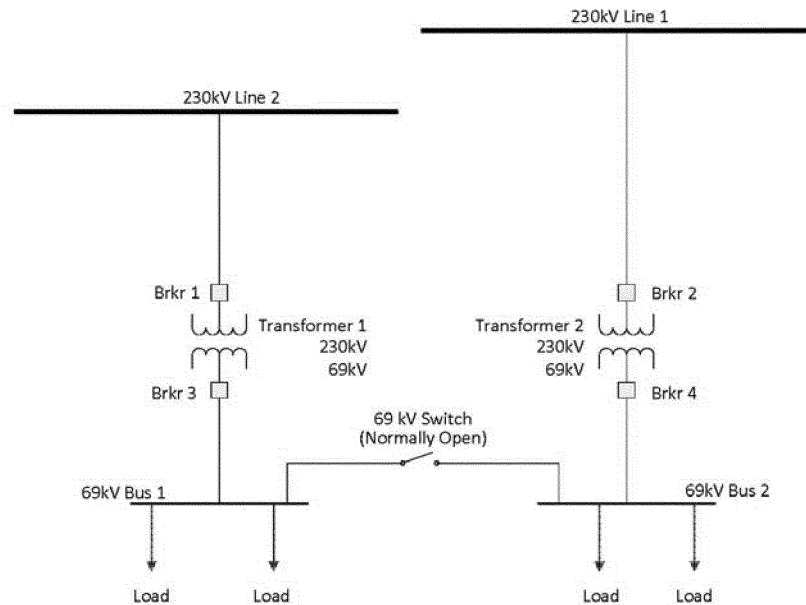 230kV Line 1
230kV Line 2
Brkr 1
Transformer 1
230kV
69kV
Brkr 3
Transformer 2
230kV
69kV
Brkr 2
Brkr 4
69 kV Switch
(Normally Open)
69kV Bus 1
69kV Bus 2
Load
Load
Load
Load